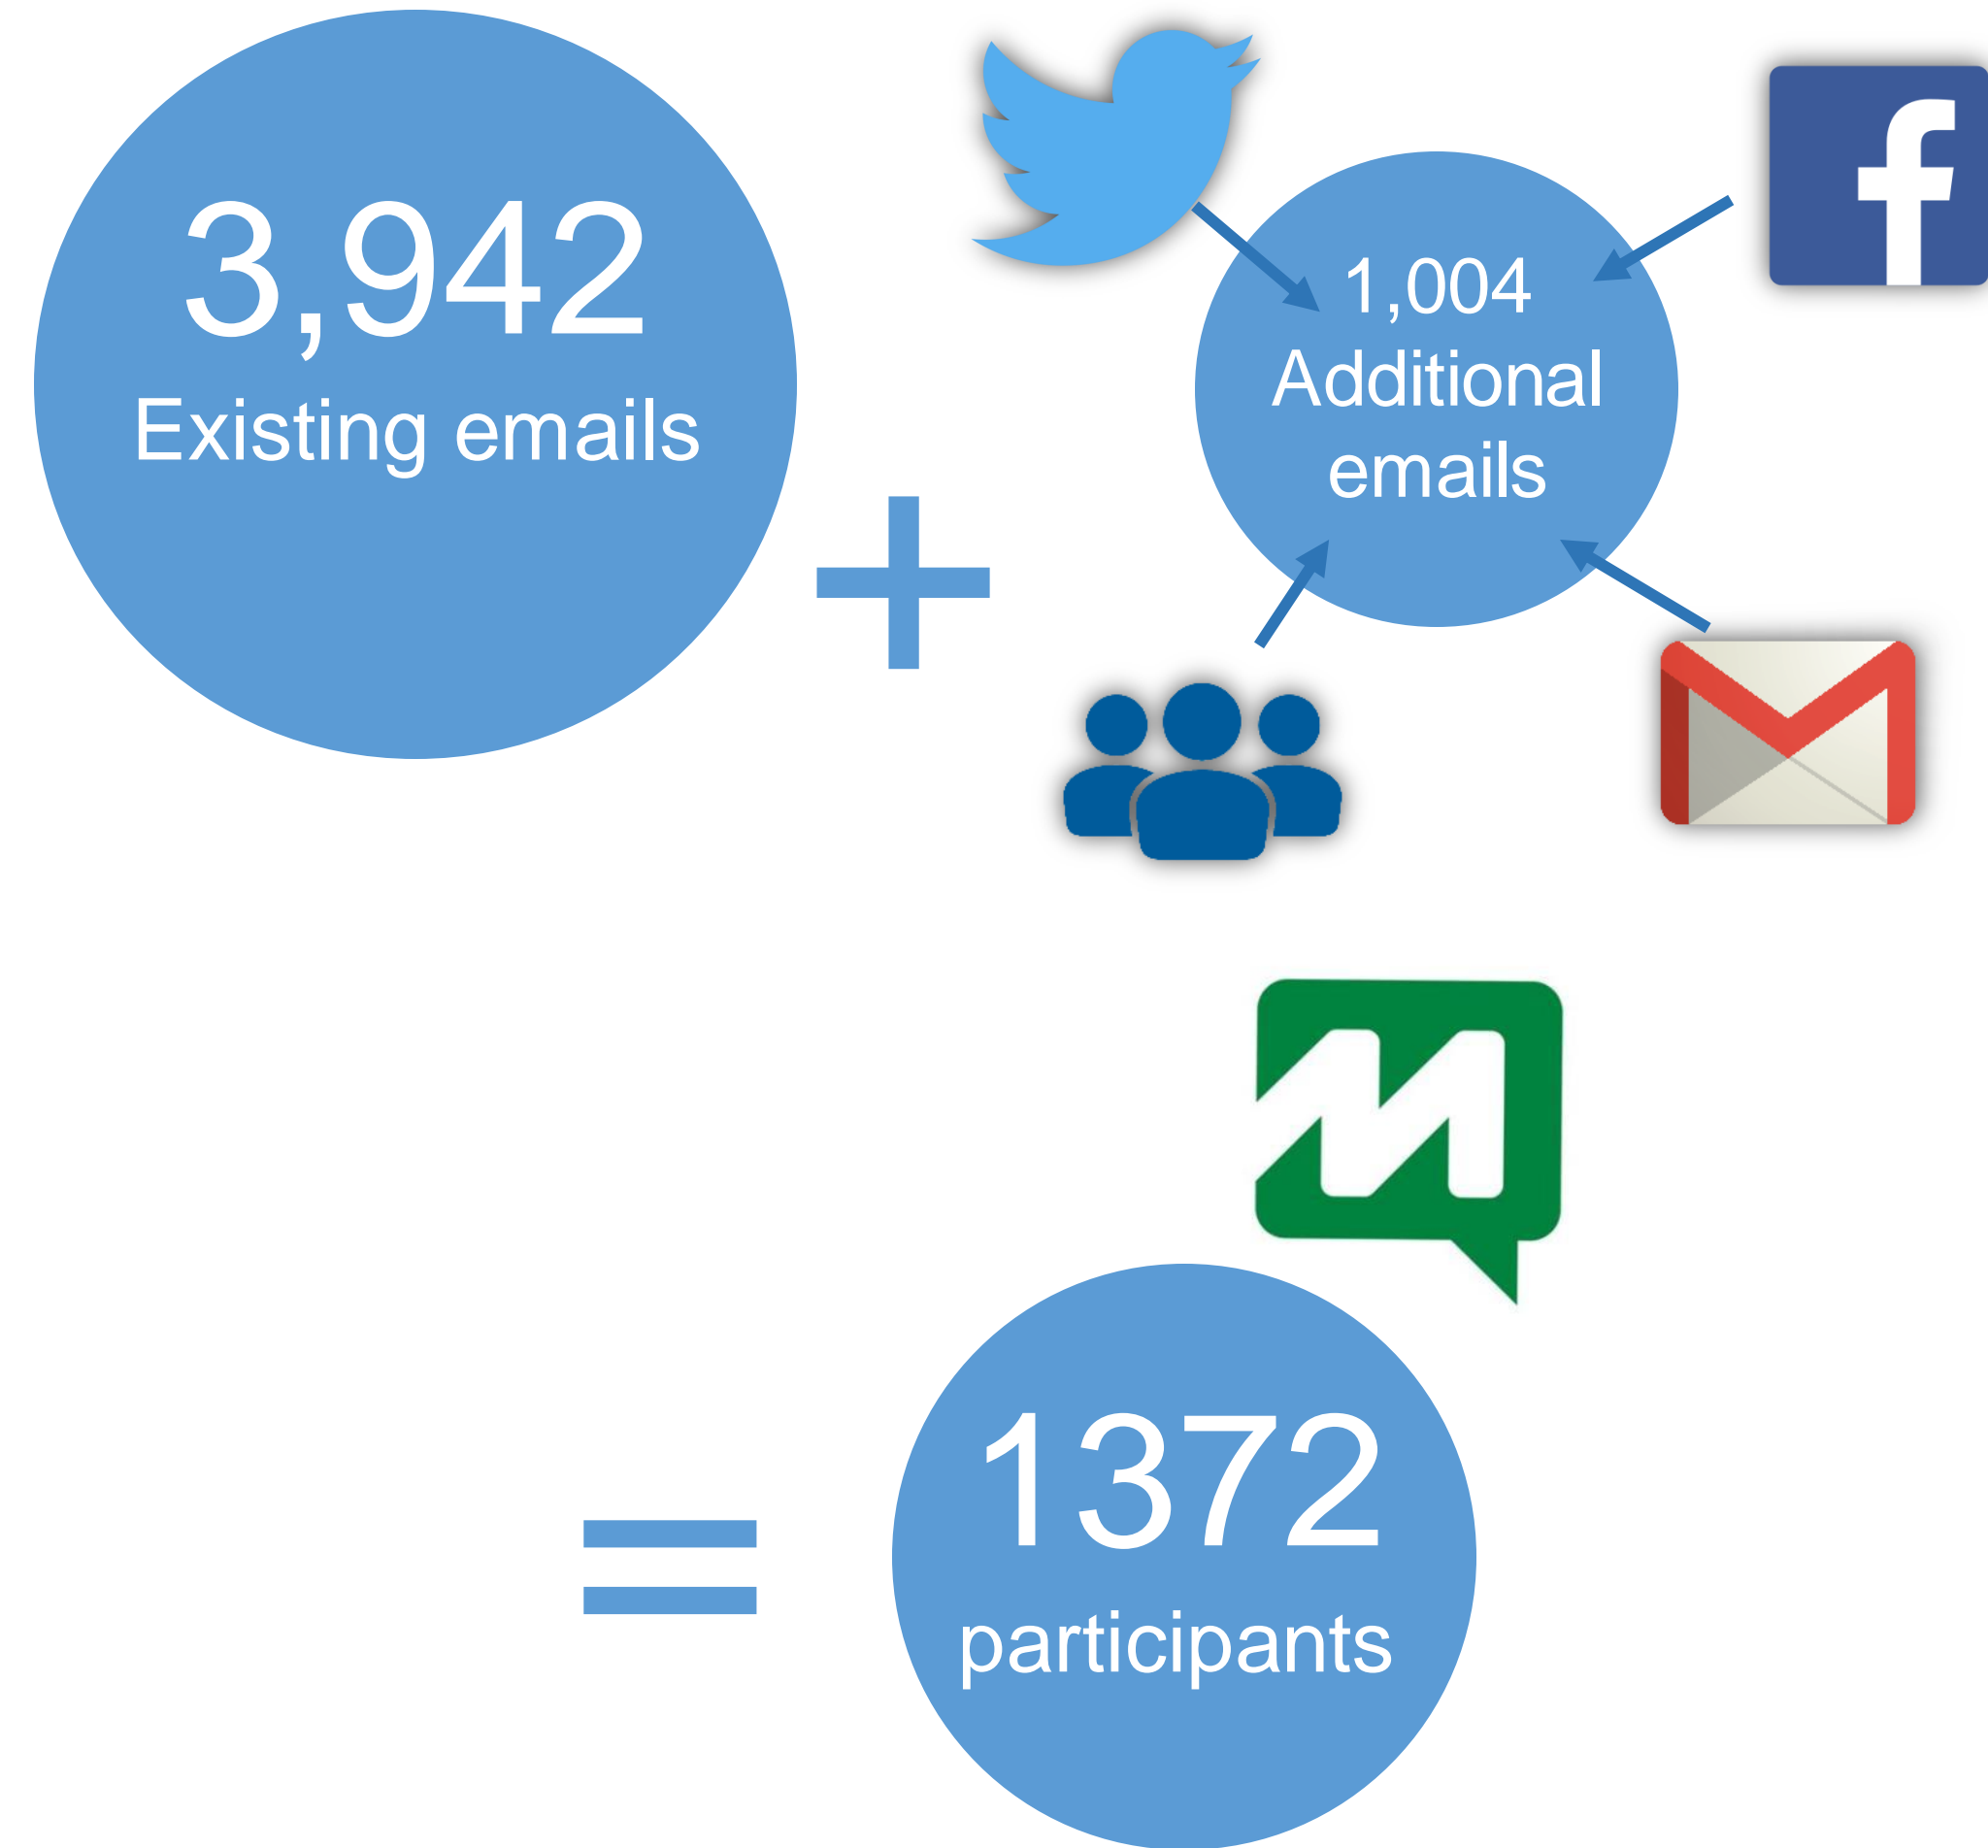 3,942
Existing emails
1,004
Additional
emails
+
=
1372
participants